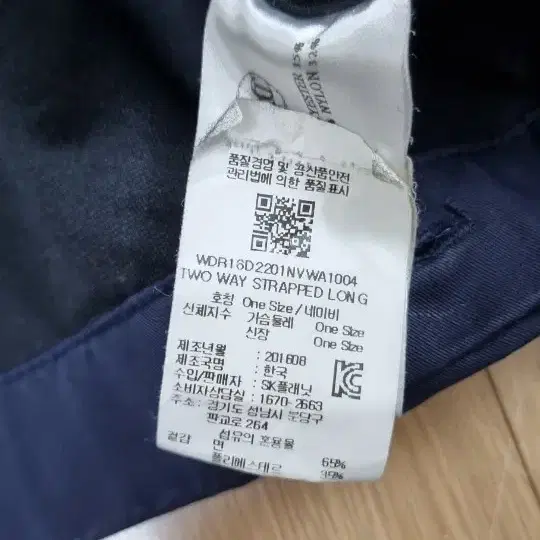 품질경영 및 공산품안전
관리법에 의한 품질표시
WDR16D2201NVWA1004
TWO WAY STRAPPED LONG
호칭 One Size / 네이비
신체지수 가슴둘레 One Size
신장 One Size
제조년월 : 201608
제조국명 : 한국
수입/판매자 : SK플래닛
소비자상담실 : 1670-2663
주소: 경기도 성남시 분당구
판교로 264
겉감 섬유의 혼용율
면 65%
폴리에스테르 35%